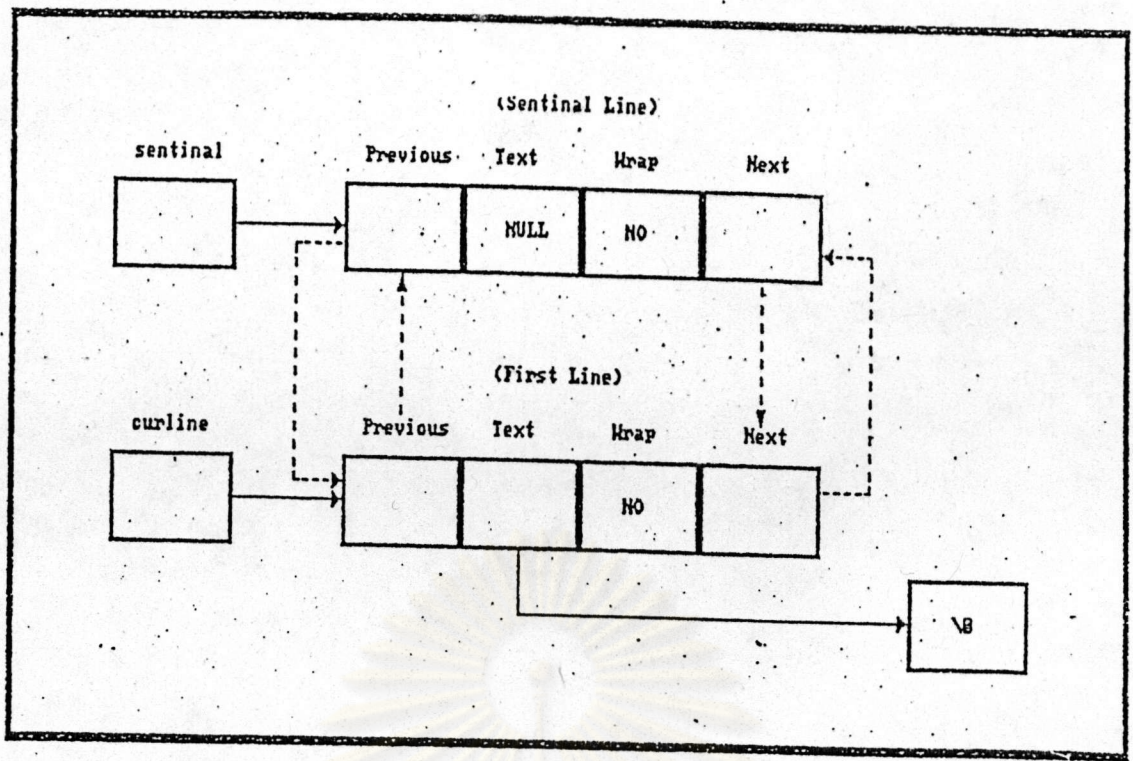 (Sentinal Line)
sentinal Previous Text Wrap Next
NULL NO
(First Line)
curline Previous Text Wrap Next
NO
\0